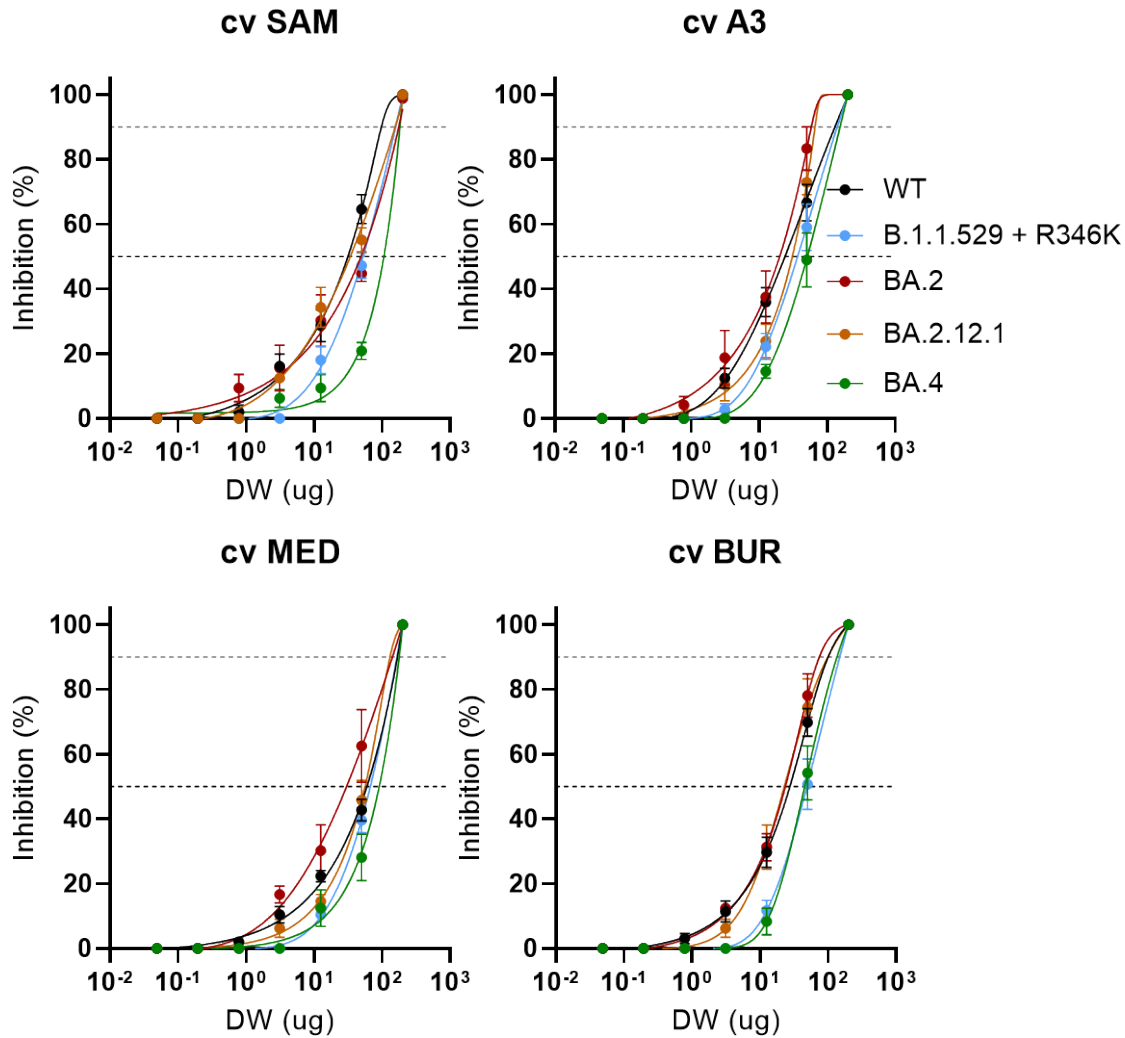 cv SAM
cv A3
100
80
60
40
20
0
Inhibition (%)
10-2 10-1 100 101 102 103
DW (ug)
100
80
60
40
20
0
Inhibition (%)
10-2 10-1 100 101 102 103
DW (ug)
WT
B.1.1.529 + R346K
BA.2
BA.2.12.1
BA.4
cv MED
cv BUR
100
80
60
40
20
0
Inhibition (%)
10-2 10-1 100 101 102 103
DW (ug)
100
80
60
40
20
0
Inhibition (%)
10-2 10-1 100 101 102 103
DW (ug)